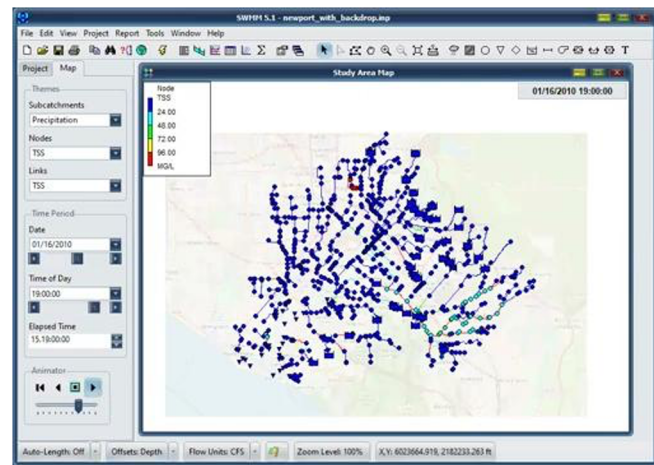 SWMM 5.1 - newport_with_backdrop.inp
File Edit View Project Report Tools Window Help
Project Map
Study Area Map
Themes
Subcatchments
Precipitation
Nodes
TSS
Links
TSS
Time Period
Date
01/16/2010
Time of Day
19:00:00
Elapsed Time
15.19:00:00
Animator
Node
TSS
24.00
48.00
72.00
96.00
MG/L
01/16/2010 19:00:00
Auto-Length: Off Offsets: Depth Flow Units: CFS Zoom Level: 100% X,Y: 6023664.919, 2182233.263 ft